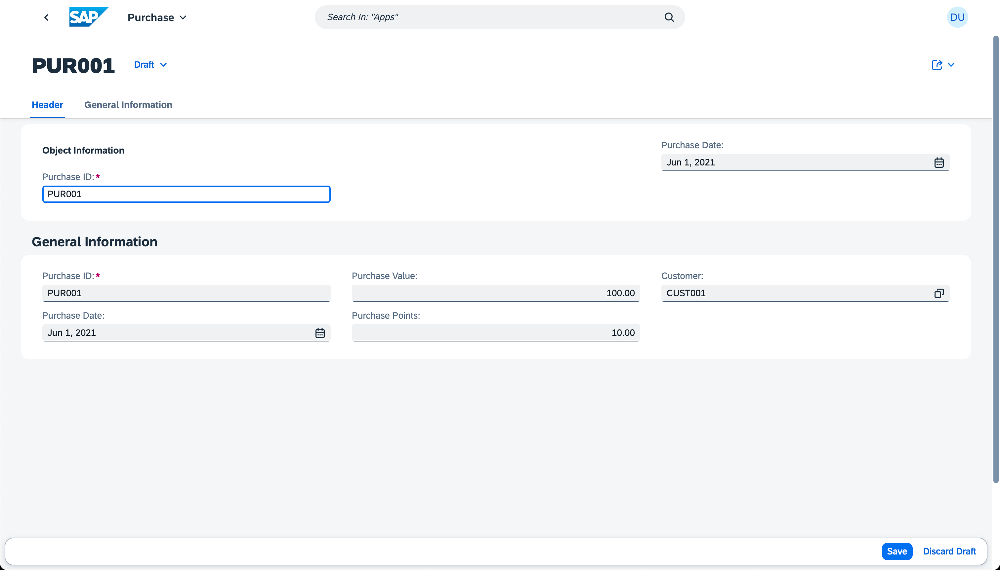 SAP
Purchase
Search In: "Apps"
DU
PUR001
Draft
Header
General Information
Object Information
Purchase ID:*
PUR001
Purchase Date:
Jun 1, 2021
General Information
Purchase ID:*
PUR001
Purchase Value:
100.00
Customer:
CUST001
Purchase Date:
Jun 1, 2021
Purchase Points:
10.00
Save
Discard Draft